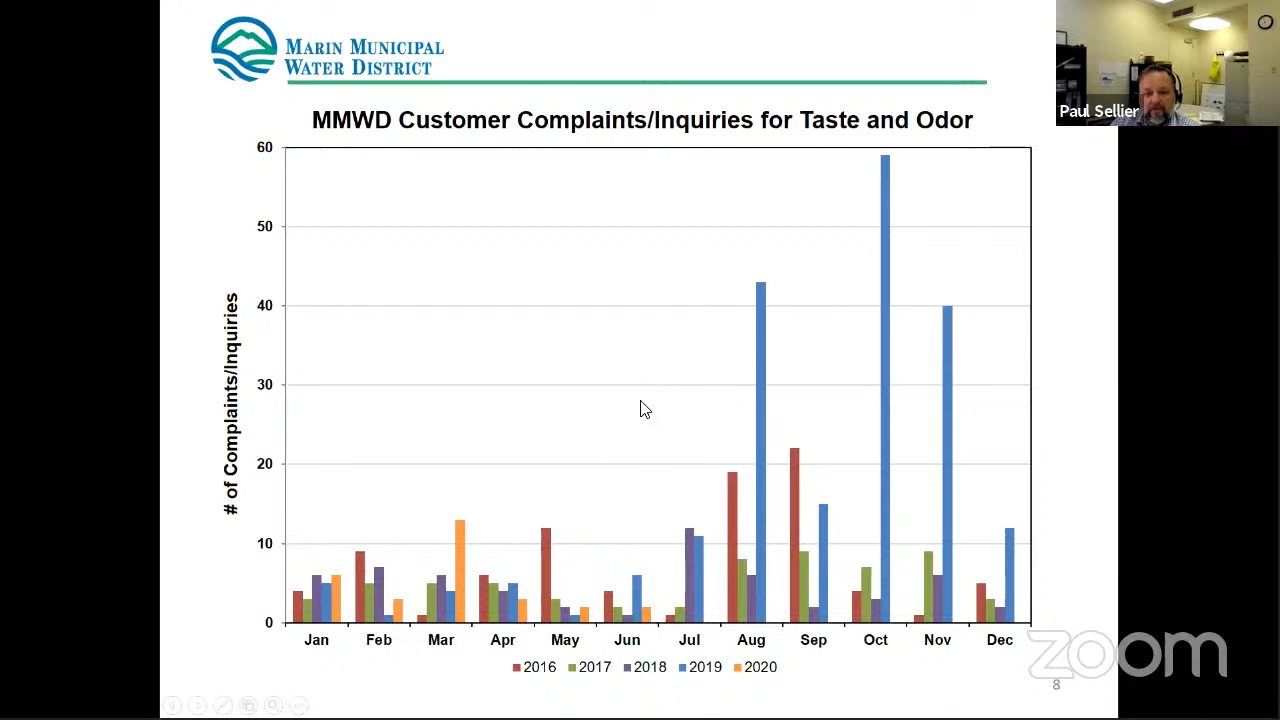 MARIN MUNICIPAL
WATER DISTRICT
Paul Sellier
MMWD Customer Complaints/Inquiries for Taste and Odor
# of Complaints/Inquiries
60
50
40
30
20
10
0
Jan Feb Mar Apr May Jun Jul Aug Sep Oct Nov Dec
2016 2017 2018 2019 2020
zoom
8